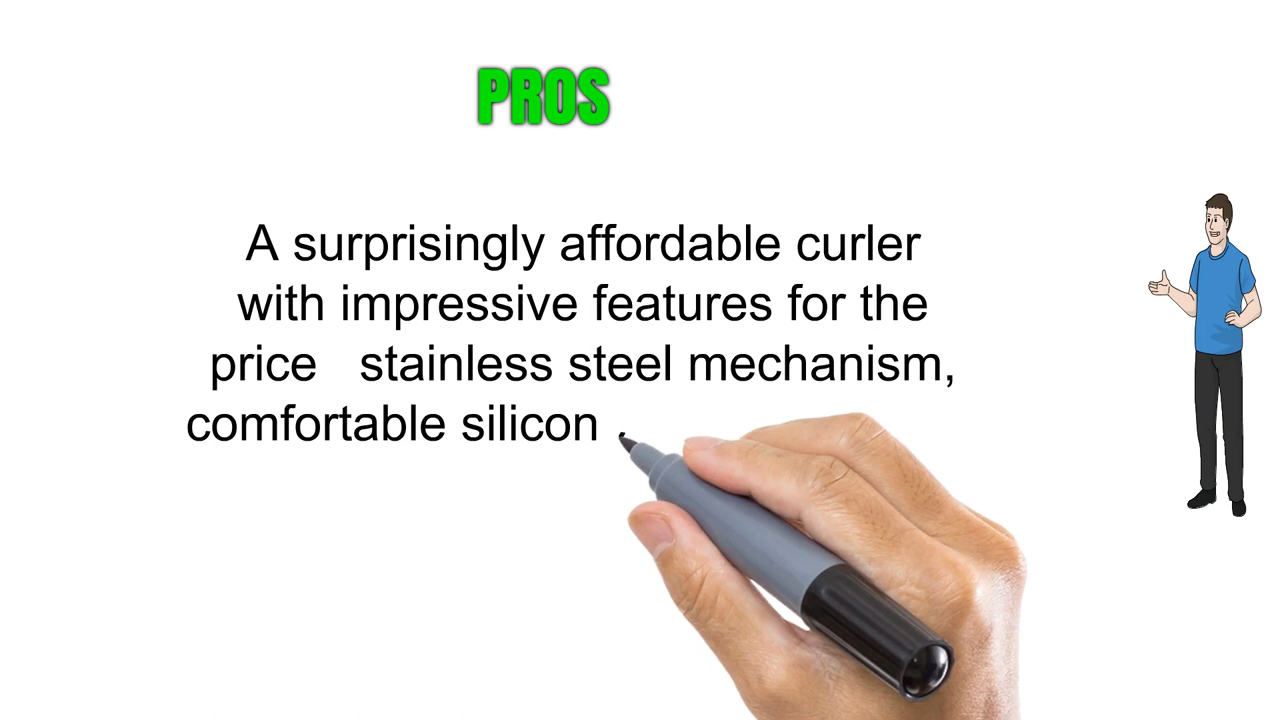 PROS
A surprisingly affordable curler
with impressive features for the
price   stainless steel mechanism,
comfortable silicon